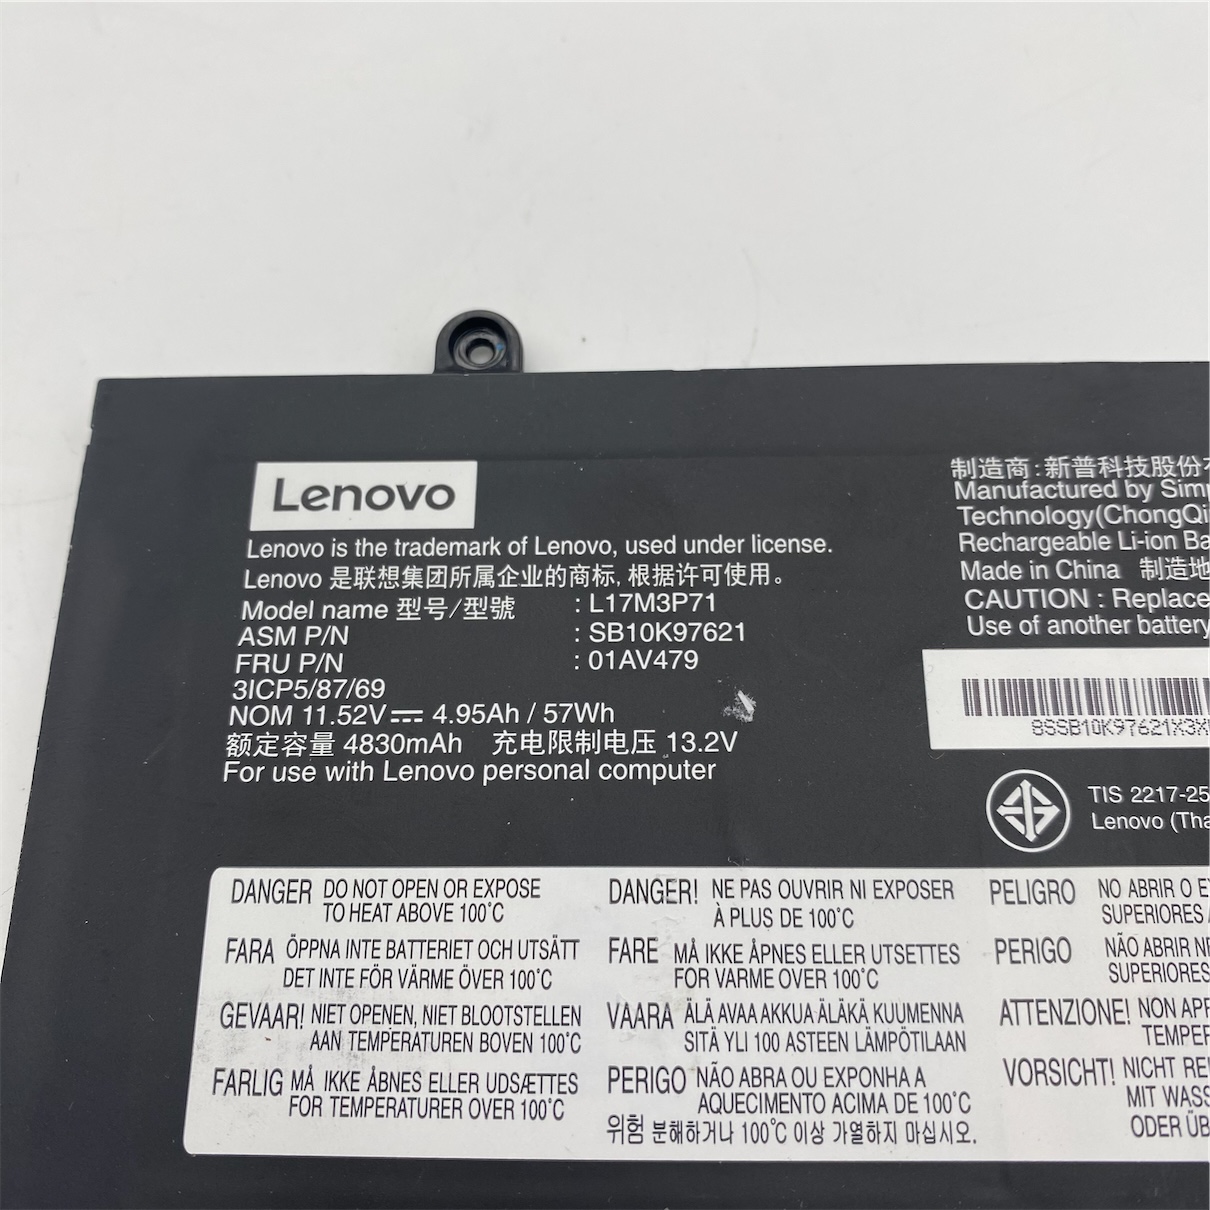 Lenovo
Lenovo is the trademark of Lenovo, used under license.
Lenovo 是联想集团所属企业的商标, 根据许可使用。
Model name 型号/型號 : L17M3P71
ASM P/N : SB10K97621
FRU P/N : 01AV479
3ICP5/87/69
NOM 11.52V⎓ 4.95Ah / 57Wh
额定容量 4830mAh 充电限制电压 13.2V
For use with Lenovo personal computer
制造商: 新普科技股份
Manufactured by
Technology(ChongQi
Rechargeable Li-ion Ba
Made in China 制造地
CAUTION : Replace
Use of another battery
8SSB10K97621X3X
TIS 2217-25
Lenovo (Tha
DANGER DO NOT OPEN OR EXPOSE
TO HEAT ABOVE 100°C
FARA ÖPPNA INTE BATTERIET OCH UTSÄTT
DET INTE FÖR VÄRME ÖVER 100°C
GEVAAR! NIET OPENEN, NIET BLOOTSTELLEN
AAN TEMPERATUREN BOVEN 100°C
FARLIG MÅ IKKE ÅBNES ELLER UDSÆTTES
FOR TEMPERATURER OVER 100°C
DANGER! NE PAS OUVRIR NI EXPOSER
À PLUS DE 100°C
FARE MÅ IKKE ÅPNES ELLER UTSETTES
FOR VARME OVER 100°C
VAARA ÄLÄ AVAA AKKUA ÄLÄKÄ KUUMENNA
SITÄ YLI 100 ASTEEN LÄMPÖTILAAN
PERIGO NÃO ABRA OU EXPONHA A
AQUECIMENTO ACIMA DE 100°C
위험 분해하거나 100°C 이상 가열하지 마십시오.
PELIGRO NO ABRIR O E
SUPERIORES
PERIGO NÃO ABRIR NE
SUPERIORES
ATTENZIONE! NON APR
TEMPER
VORSICHT! NICHT RE
MIT WASS
ODER ÜB